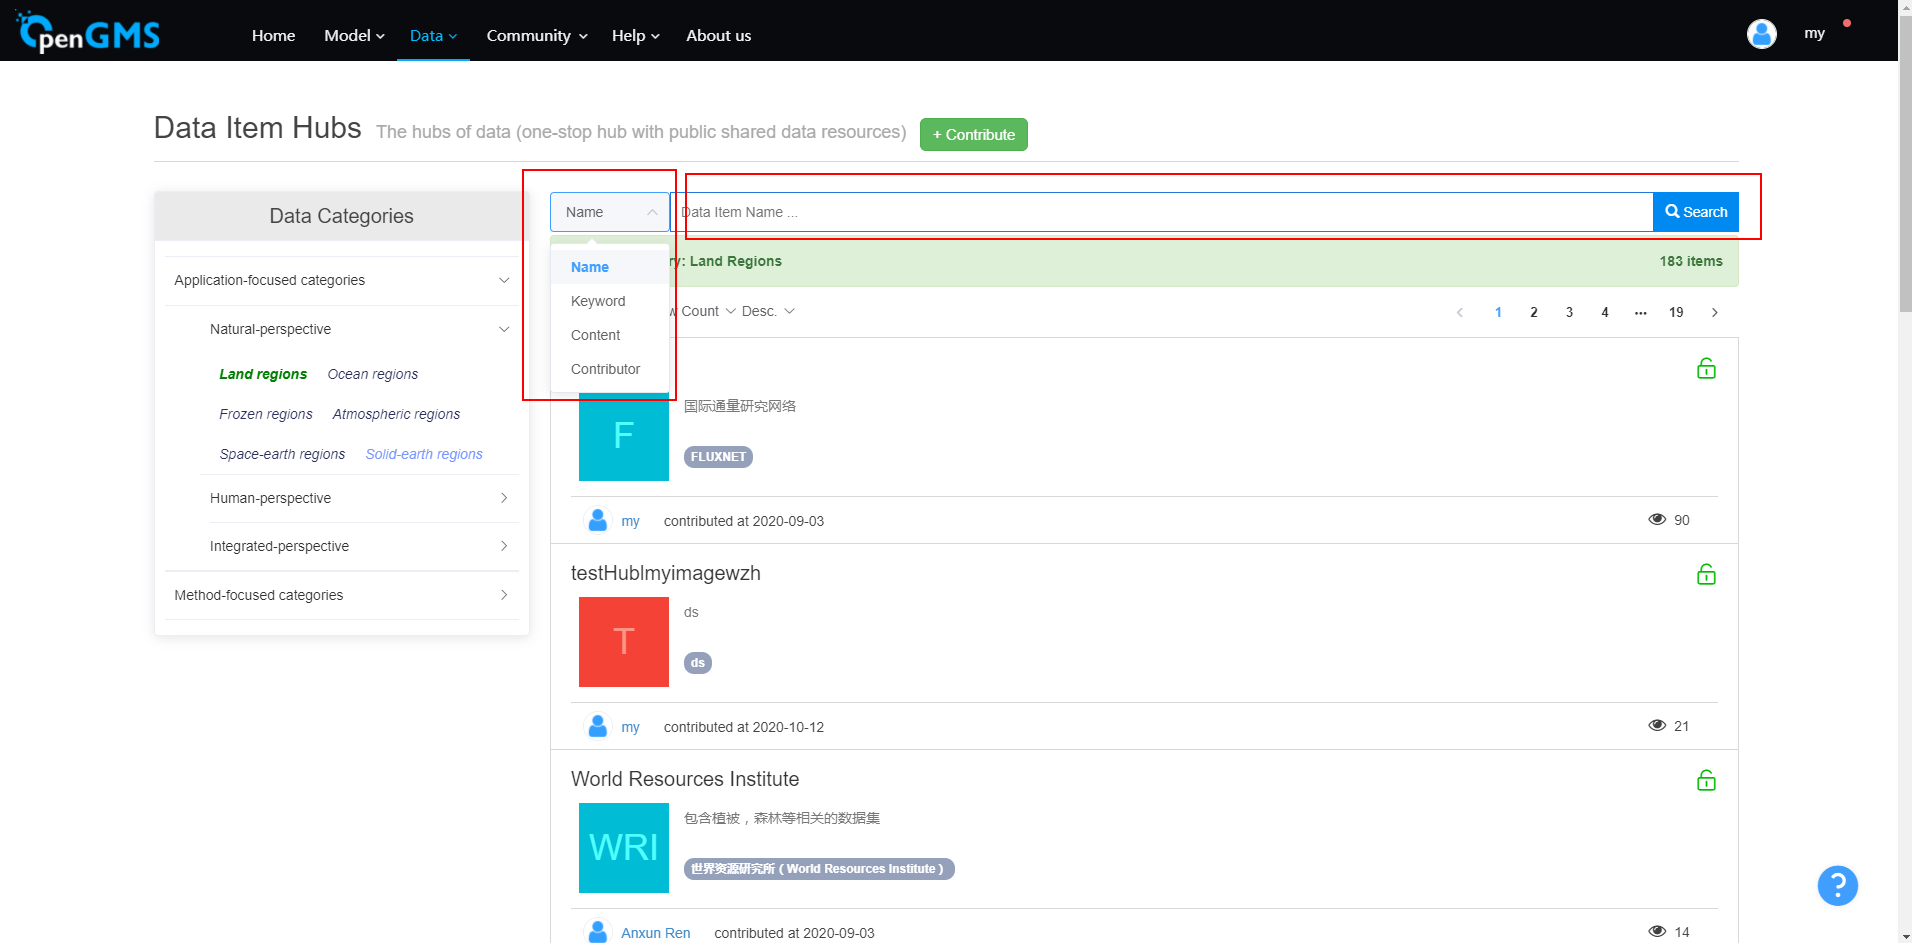 OpenGMS
Home Model Data Community Help About us
my
Data Item Hubs The hubs of data (one-stop hub with public shared data resources) + Contribute
Data Categories
Application-focused categories
Natural-perspective
Land regions Ocean regions
Frozen regions Atmospheric regions
Space-earth regions Solid-earth regions
Human-perspective
Integrated-perspective
Method-focused categories
Name Data Item Name ... Search
Name
Keyword
Content
Contributor
: Land Regions 183 items
Count Desc. 1 2 3 4 ... 19
F
国际通量研究网络
FLUXNET
my contributed at 2020-09-03 90
testHublmyimagewzh
T
ds
ds
my contributed at 2020-10-12 21
World Resources Institute
WRI
包含植被，森林等相关的数据集
世界资源研究所 ( World Resources Institute )
Anxun Ren contributed at 2020-09-03 14
?